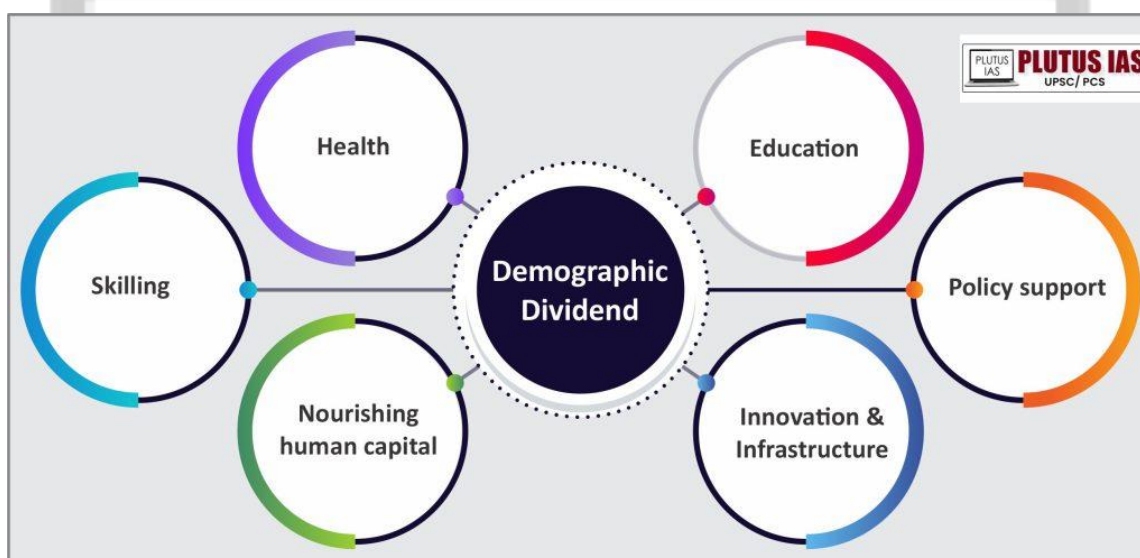 PLUTUS
IAS
PLUTUS IAS
UPSC/ PCS
Health
Education
Skilling
Demographic
Dividend
Policy support
Nourishing
human capital
Innovation &
Infrastructure